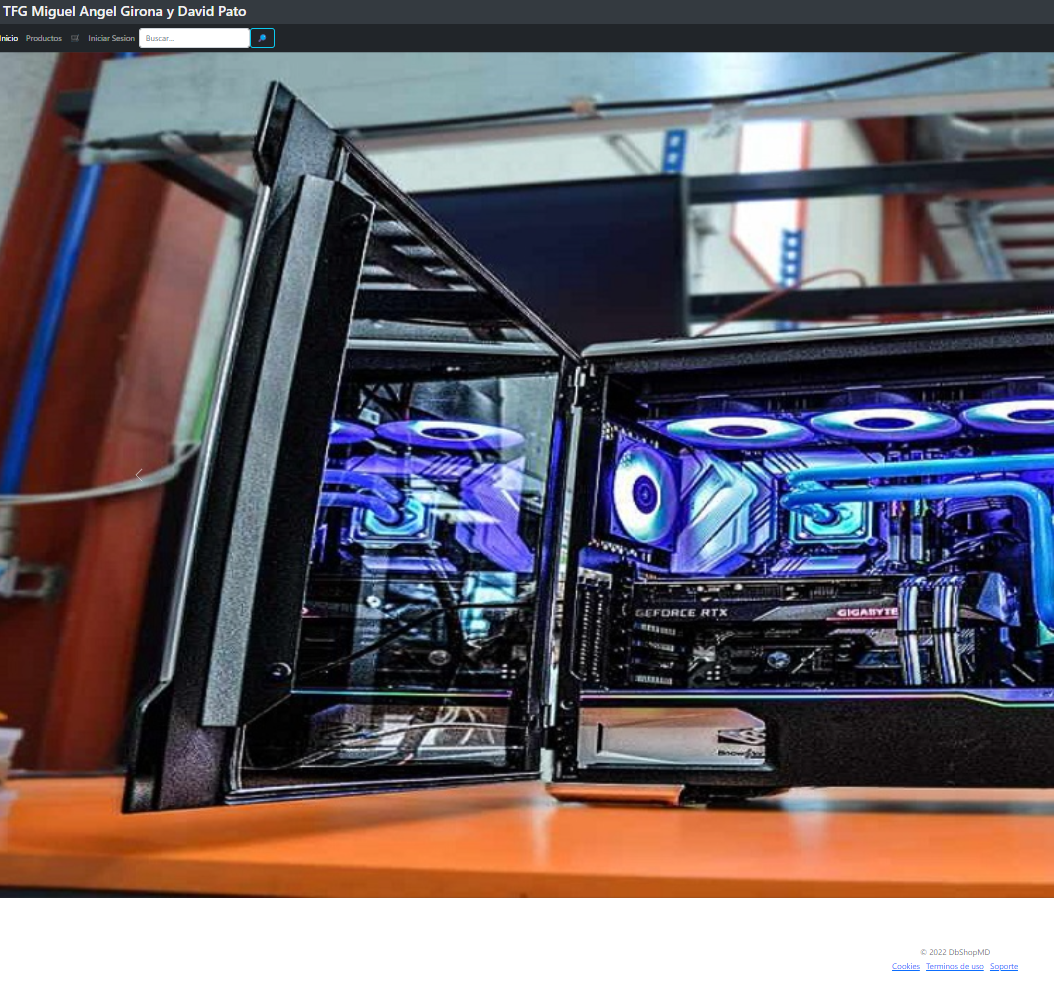 TFG Miguel Angel Girona y David Pato
Inicio Productos Iniciar Sesion Buscar...
GEFORCE RTX GIGABYTE
© 2022 DbShopMD
Cookies Terminos de uso Soporte